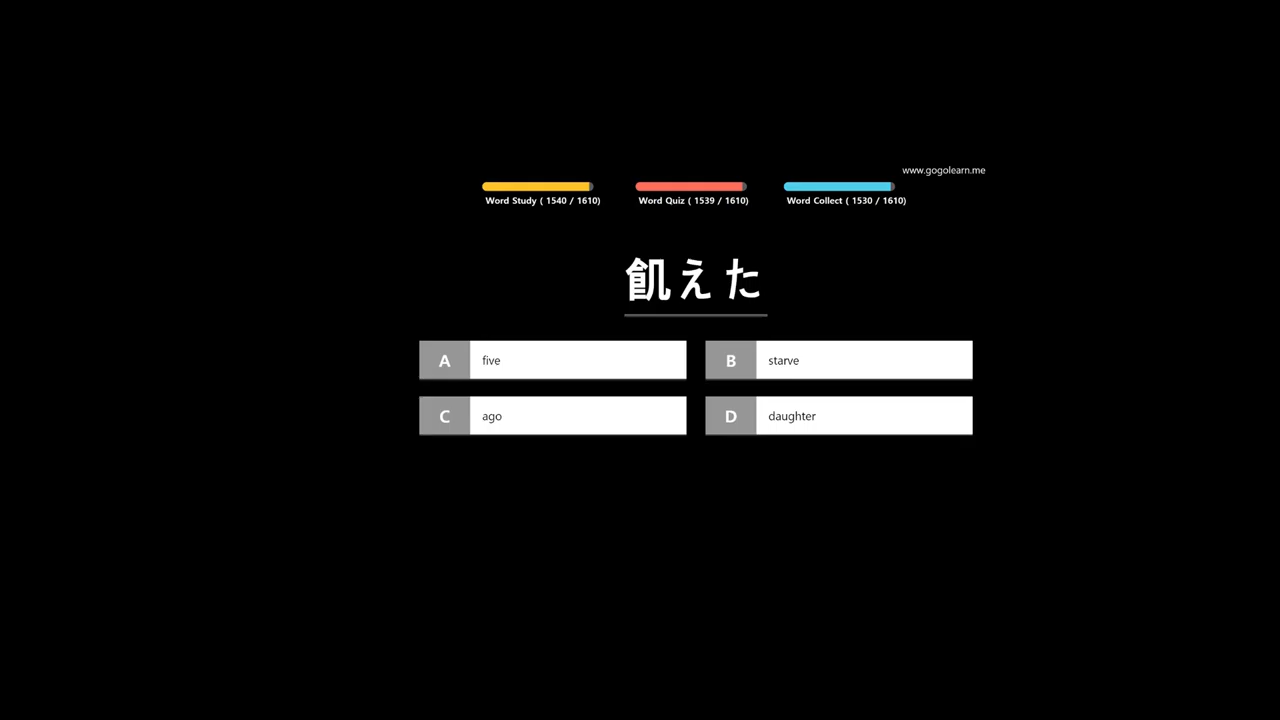 www.gogolearn.me
Word Study ( 1540 / 1610)
Word Quiz ( 1539 / 1610)
Word Collect ( 1530 / 1610)
飢えた
A five
B starve
C ago
D daughter